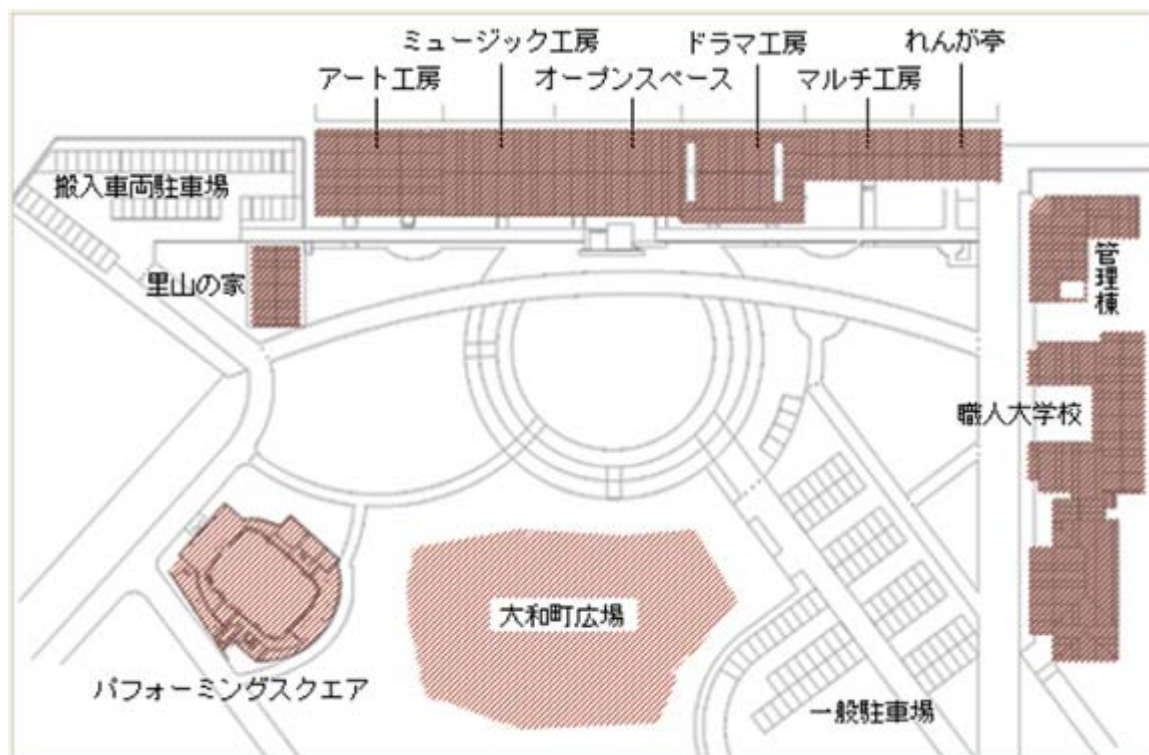 ミュージック工房
ドラマ工房
れんが亭
アート工房
オープンスペース
マルチ工房
搬入車両駐車場
里山の家
管理棟
職人大学校
大和町広場
パフォーミングスクエア
一般駐車場